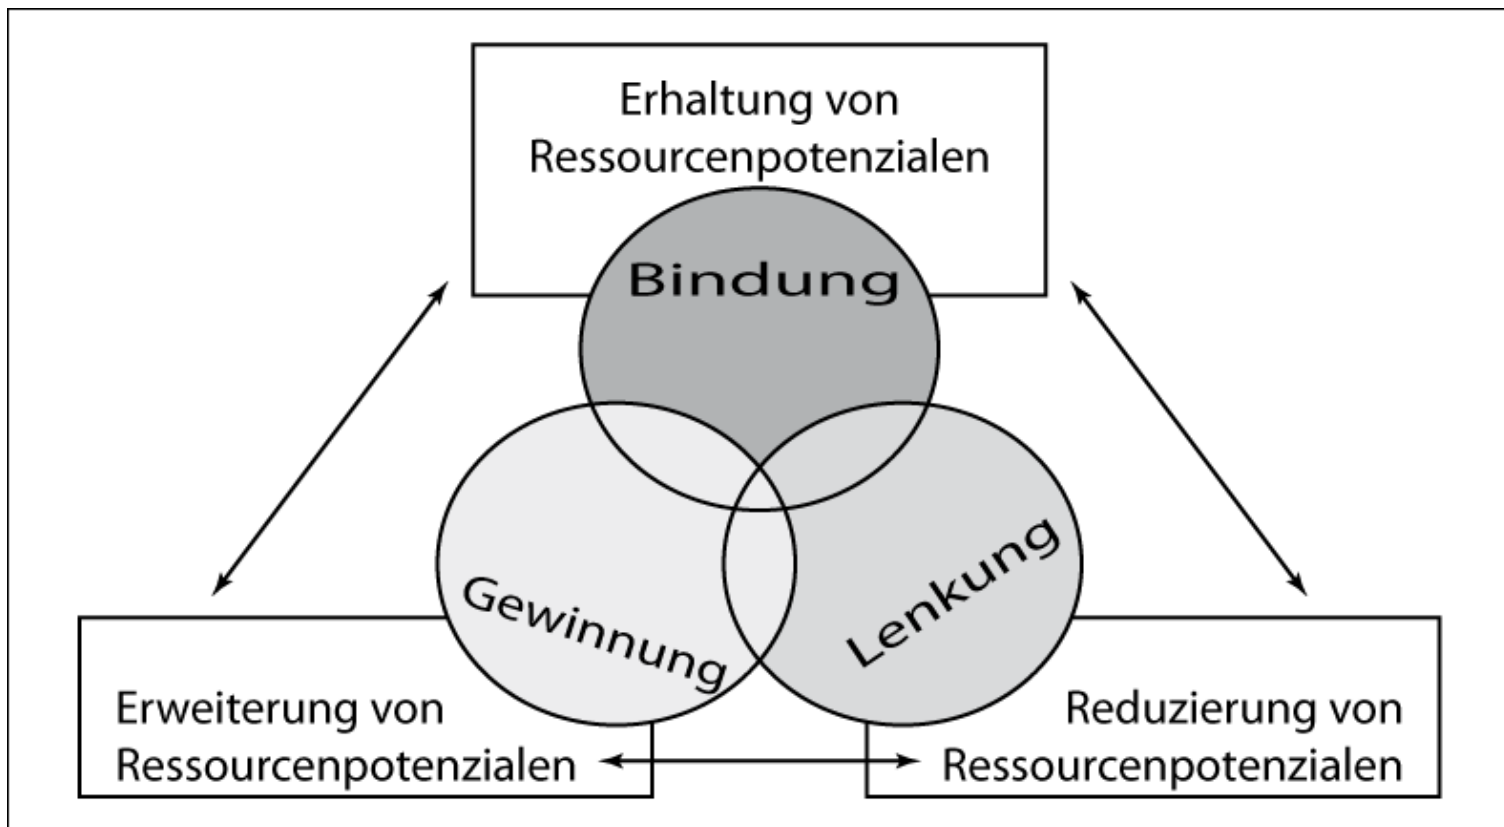 Erhaltung von
Ressourcenpotenzialen
Bindung
Gewinnung
Lenkung
Erweiterung von
Ressourcenpotenzialen
Reduzierung von
Ressourcenpotenzialen